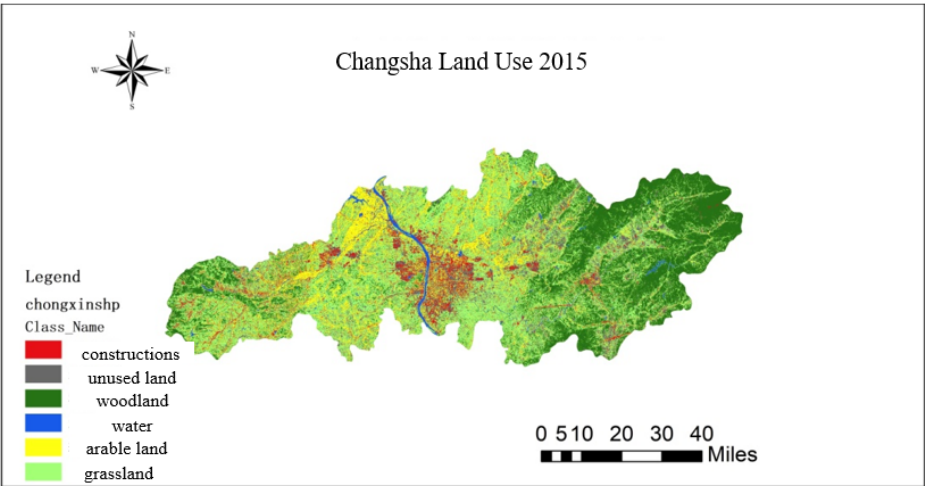 N
W E
S
Changsha Land Use 2015
Legend
chongxinshp
Class_Name
constructions
unused land
woodland
water
arable land
grassland
0 5 10 20 30 40
Miles